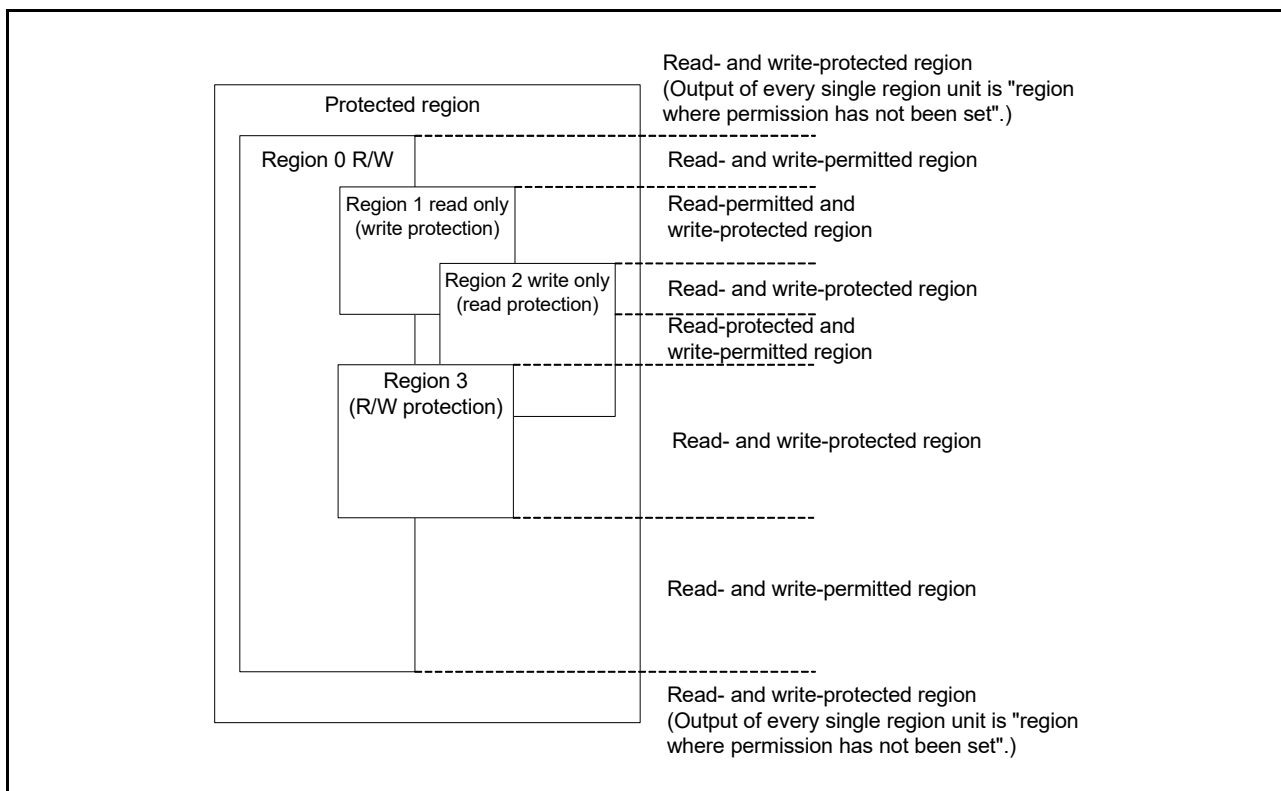 Read- and write-protected region
(Output of every single region unit is "region
where permission has not been set".)
Protected region
Region 0 R/W
Read- and write-permitted region
Region 1 read only
(write protection)
Read-permitted and
write-protected region
Region 2 write only
(read protection)
Read- and write-protected region
Read-protected and
write-permitted region
Region 3
(R/W protection)
Read- and write-protected region
Read- and write-permitted region
Read- and write-protected region
(Output of every single region unit is "region
where permission has not been set".)